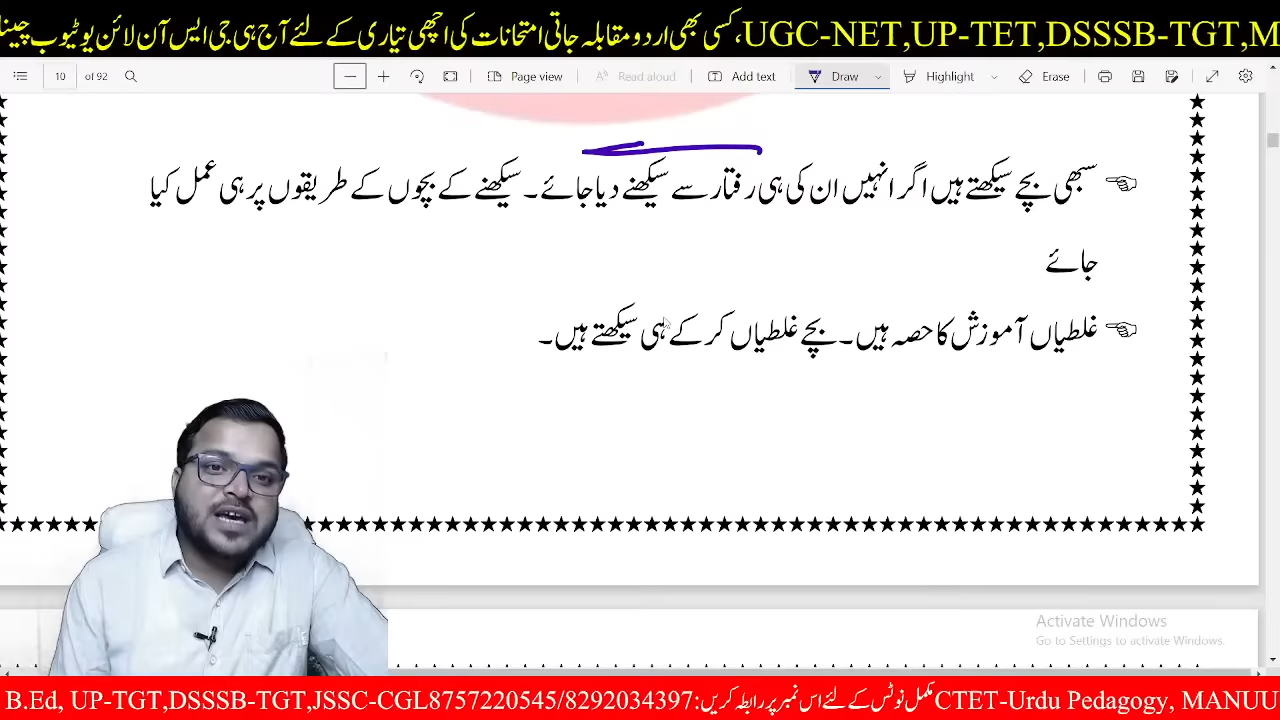 UGC-NET,UP-TET,DSSSB-TGT,M، کسی بھی اردو مقابلہ جاتی امتحانات کی اچھی تیاری کے لئے آج ہی جی ایس آن لائن یوٹیوب
10 of 92 Page view Read aloud Add text Draw Highlight Erase
سبھی بچے سیکھتے ہیں اگر انہیں ان کی ہی رفتار سے سیکھنے دیا جائے۔ سیکھنے کے بچوں کے طریقوں پر ہی عمل کیا
جائے
غلطیاں آموزش کا حصہ ہیں۔ بچے غلطیاں کر کے ہی سیکھتے ہیں۔
Activate Windows
Go to Settings to activate Windows.
CTET-Urdu Pedagogy, MANUU مکمل نوٹس کے لئے اس نمبر پر رابطہ کریں: 8757220545/8292034397 B.Ed, UP-TGT,DSSSB-TGT,JSSC-CGL